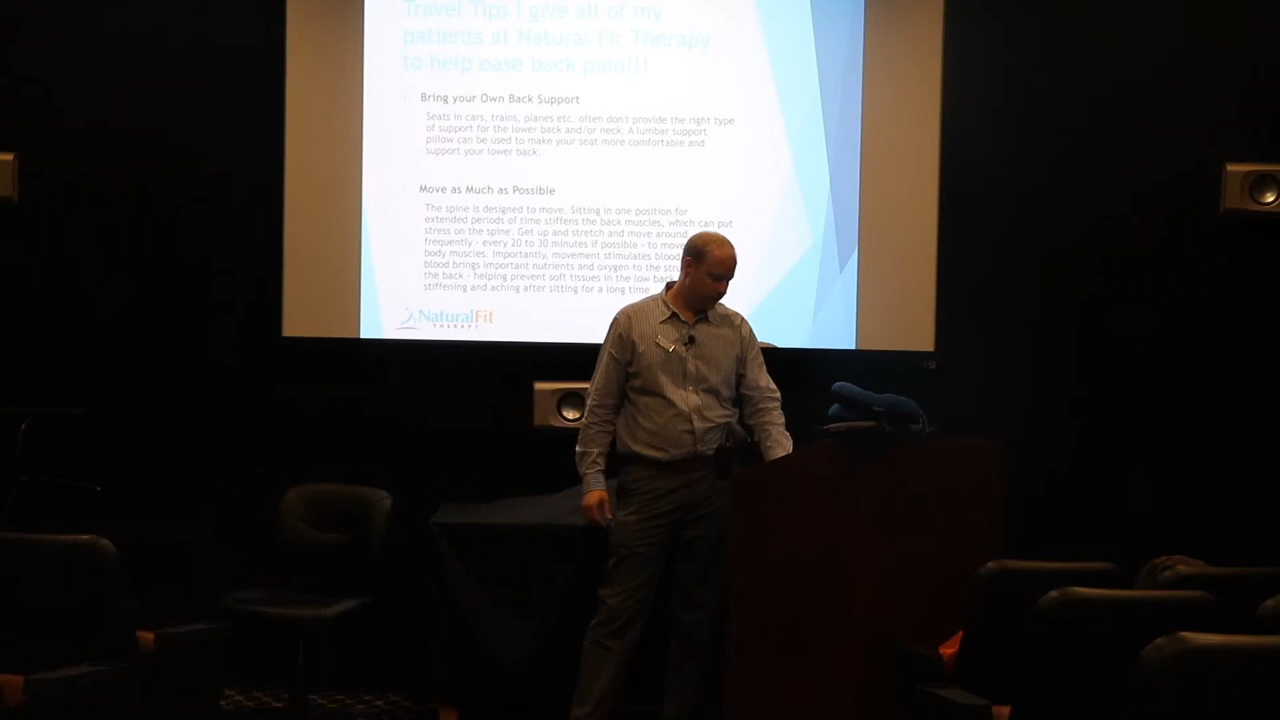 Travel Tips I give all of my
patients at Natural Fit Therapy
to help ease back pain!!!
Bring your Own Back Support
Seats in cars, trains, planes etc. often don't provide the right type
of support for the lower back and/or neck. A lumbar support
pillow can be used to make your seat more comfortable and
support your lower back.
Move as Much as Possible
The spine is designed to move. Sitting in one position for
extended periods of time stiffens the back muscles, which can put
stress on the spine. Get up and stretch and move around
frequently - every 20 to 30 minutes if possible - to move
body muscles. Importantly, movement stimulates blood
blood brings important nutrients and oxygen to the
the back - helping prevent soft tissues in the low back
stiffening and aching after sitting for a long time
NaturalFit
THERAPY